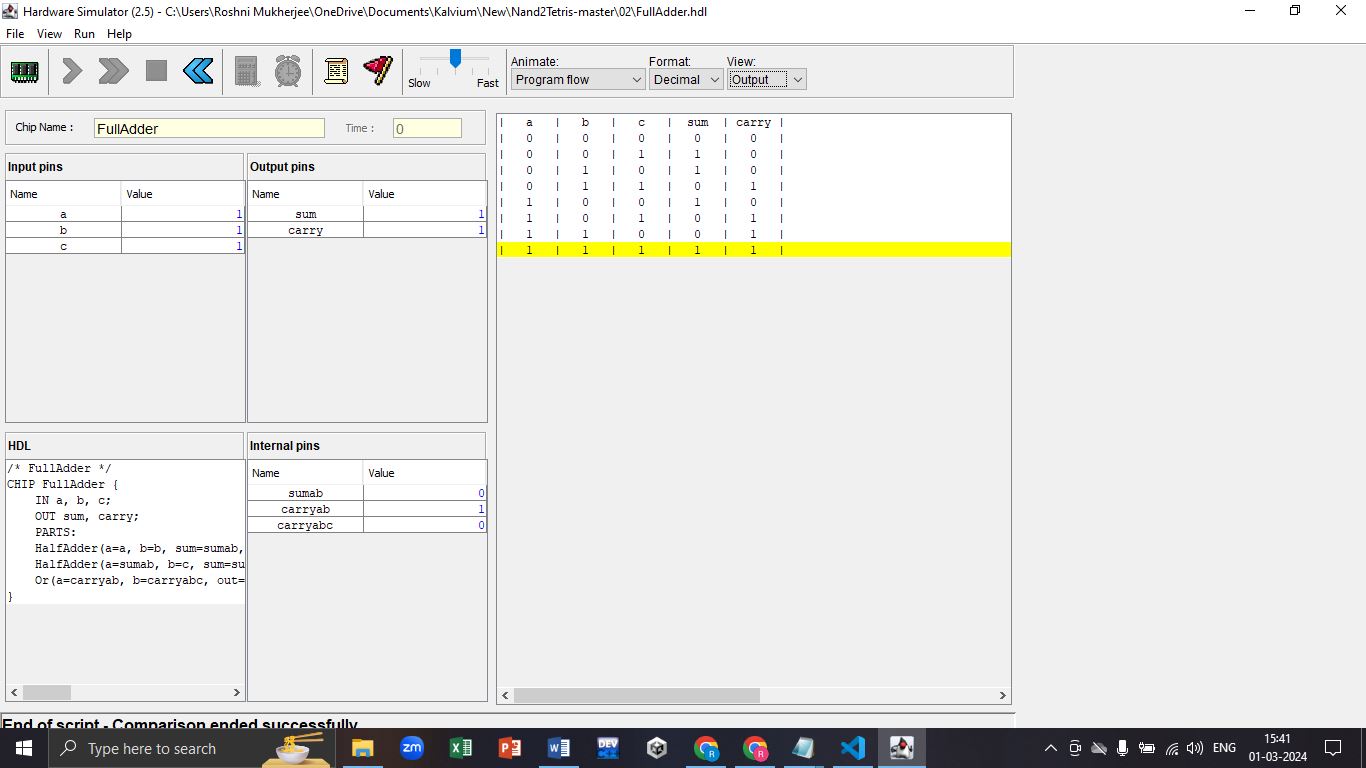 Hardware Simulator (2.5) - C:\Users\Roshni Mukherjee\OneDrive\Documents\Kalvium\New\Nand2Tetris-master\02\FullAdder.hdl
File View Run Help
Slow Fast
Animate: Format: View:
Program flow Decimal Output
Chip Name : FullAdder Time : 0
Input pins
Name Value
a 1
b 1
c 1
Output pins
Name Value
sum 1
carry 1
HDL
/* FullAdder */
CHIP FullAdder {
IN a, b, c;
OUT sum, carry;
PARTS:
HalfAdder(a=a, b=b, sum=sumab,
HalfAdder(a=sumab, b=c, sum=su
Or(a=carryab, b=carryabc, out=
}
Internal pins
Name Value
sumab 0
carryab 1
carryabc 0
| a | b | c | sum | carry |
| 0 | 0 | 0 | 0 | 0 |
| 0 | 0 | 1 | 1 | 0 |
| 0 | 1 | 0 | 1 | 0 |
| 0 | 1 | 1 | 0 | 1 |
| 1 | 0 | 0 | 1 | 0 |
| 1 | 0 | 1 | 0 | 1 |
| 1 | 1 | 0 | 0 | 1 |
| 1 | 1 | 1 | 1 | 1 |
End of script - Comparison ended successfully
Type here to search
zm
DEV
R
R
ENG
15:41
01-03-2024